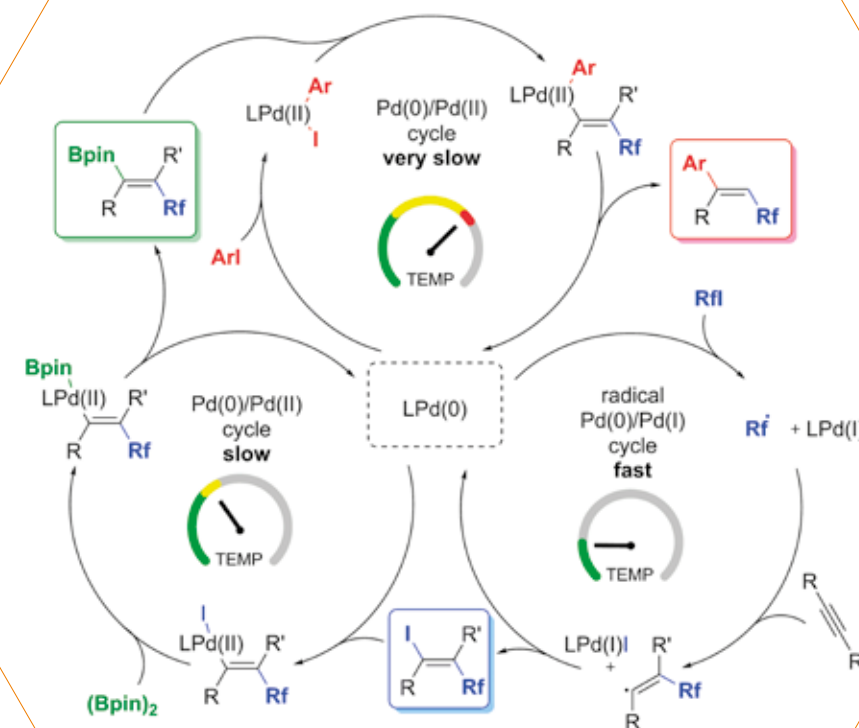 Ar
LPd(II)
I
Pd(0)/Pd(II)
cycle
very slow
TEMP
Ar
LPd(II)
R'
R
Rf
Bpin
R'
R
Rf
Ar
R
Rf
ArI
RfI
Bpin
LPd(II)
R'
R
Rf
Pd(0)/Pd(II)
cycle
slow
TEMP
LPd(0)
radical
Pd(0)/Pd(I)
cycle
fast
TEMP
Rf• + LPd(I)
I
LPd(II)
R'
R
Rf
(Bpin)2
I
R'
R
Rf
LPd(I)I
+
R'
Rf
R
R
R